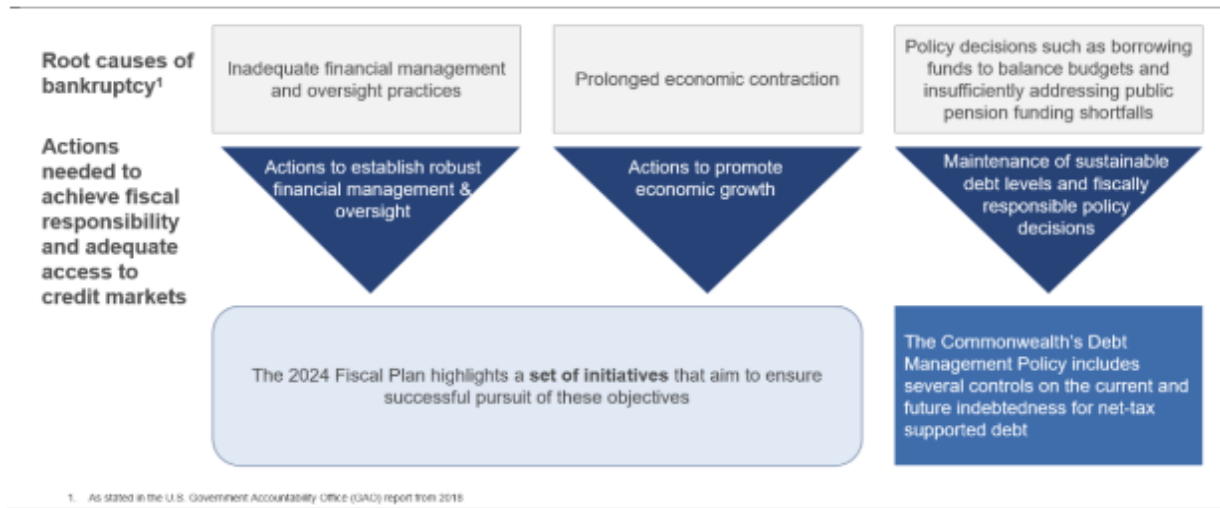 Root causes of
bankruptcy¹
Inadequate financial management
and oversight practices
Prolonged economic contraction
Policy decisions such as borrowing
funds to balance budgets and
insufficiently addressing public
pension funding shortfalls
Actions
needed to
achieve fiscal
responsibility
and adequate
access to
credit markets
Actions to establish robust
financial management &
oversight
Actions to promote
economic growth
Maintenance of sustainable
debt levels and fiscally
responsible policy
decisions
The 2024 Fiscal Plan highlights a set of initiatives that aim to ensure
successful pursuit of these objectives
The Commonwealth's Debt
Management Policy includes
several controls on the current and
future indebtedness for net-tax
supported debt
1. As stated in the U.S. Government Accountability Office (GAO) report from 2018